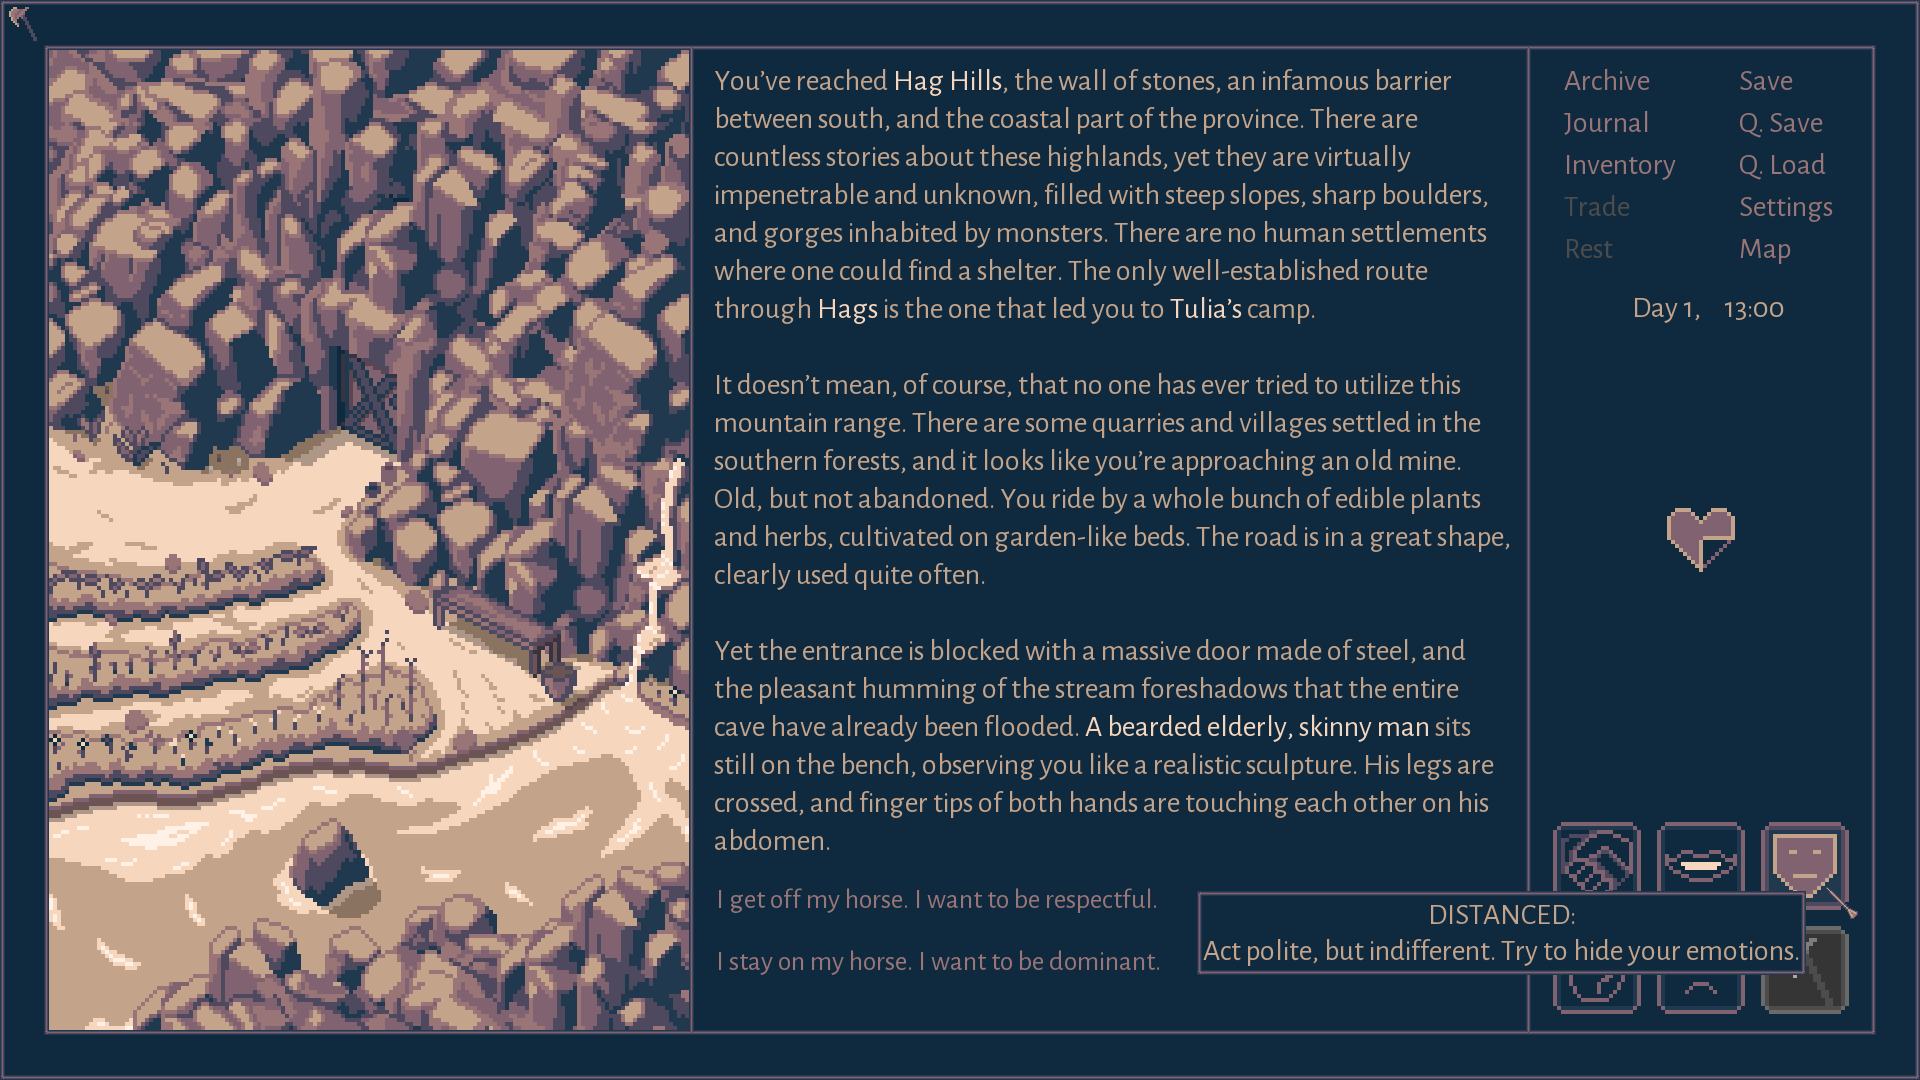 You’ve reached Hag Hills, the wall of stones, an infamous barrier
between south, and the coastal part of the province. There are
countless stories about these highlands, yet they are virtually
impenetrable and unknown, filled with steep slopes, sharp boulders,
and gorges inhabited by monsters. There are no human settlements
where one could find a shelter. The only well-established route
through Hags is the one that led you to Tulia’s camp.
It doesn’t mean, of course, that no one has ever tried to utilize this
mountain range. There are some quarries and villages settled in the
southern forests, and it looks like you’re approaching an old mine.
Old, but not abandoned. You ride by a whole bunch of edible plants
and herbs, cultivated on garden-like beds. The road is in a great shape,
clearly used quite often.
Yet the entrance is blocked with a massive door made of steel, and
the pleasant humming of the stream foreshadows that the entire
cave have already been flooded. A bearded elderly, skinny man sits
still on the bench, observing you like a realistic sculpture. His legs are
crossed, and finger tips of both hands are touching each other on his
abdomen.
I get off my horse. I want to be respectful.
I stay on my horse. I want to be dominant.
Archive
Save
Journal
Q. Save
Inventory
Q. Load
Trade
Settings
Rest
Map
Day 1, 13:00
DISTANCED:
Act polite, but indifferent. Try to hide your emotions.